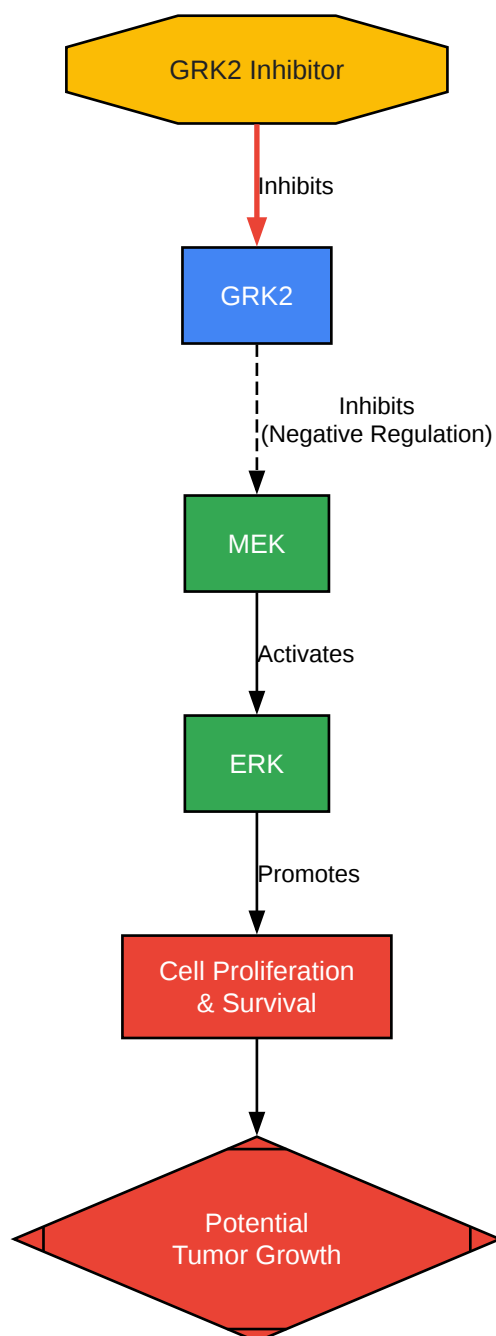 GRK2 Inhibitor
Inhibits
GRK2
Inhibits
(Negative Regulation)
MEK
Activates
ERK
Promotes
Cell Proliferation
& Survival
Potential
Tumor Growth